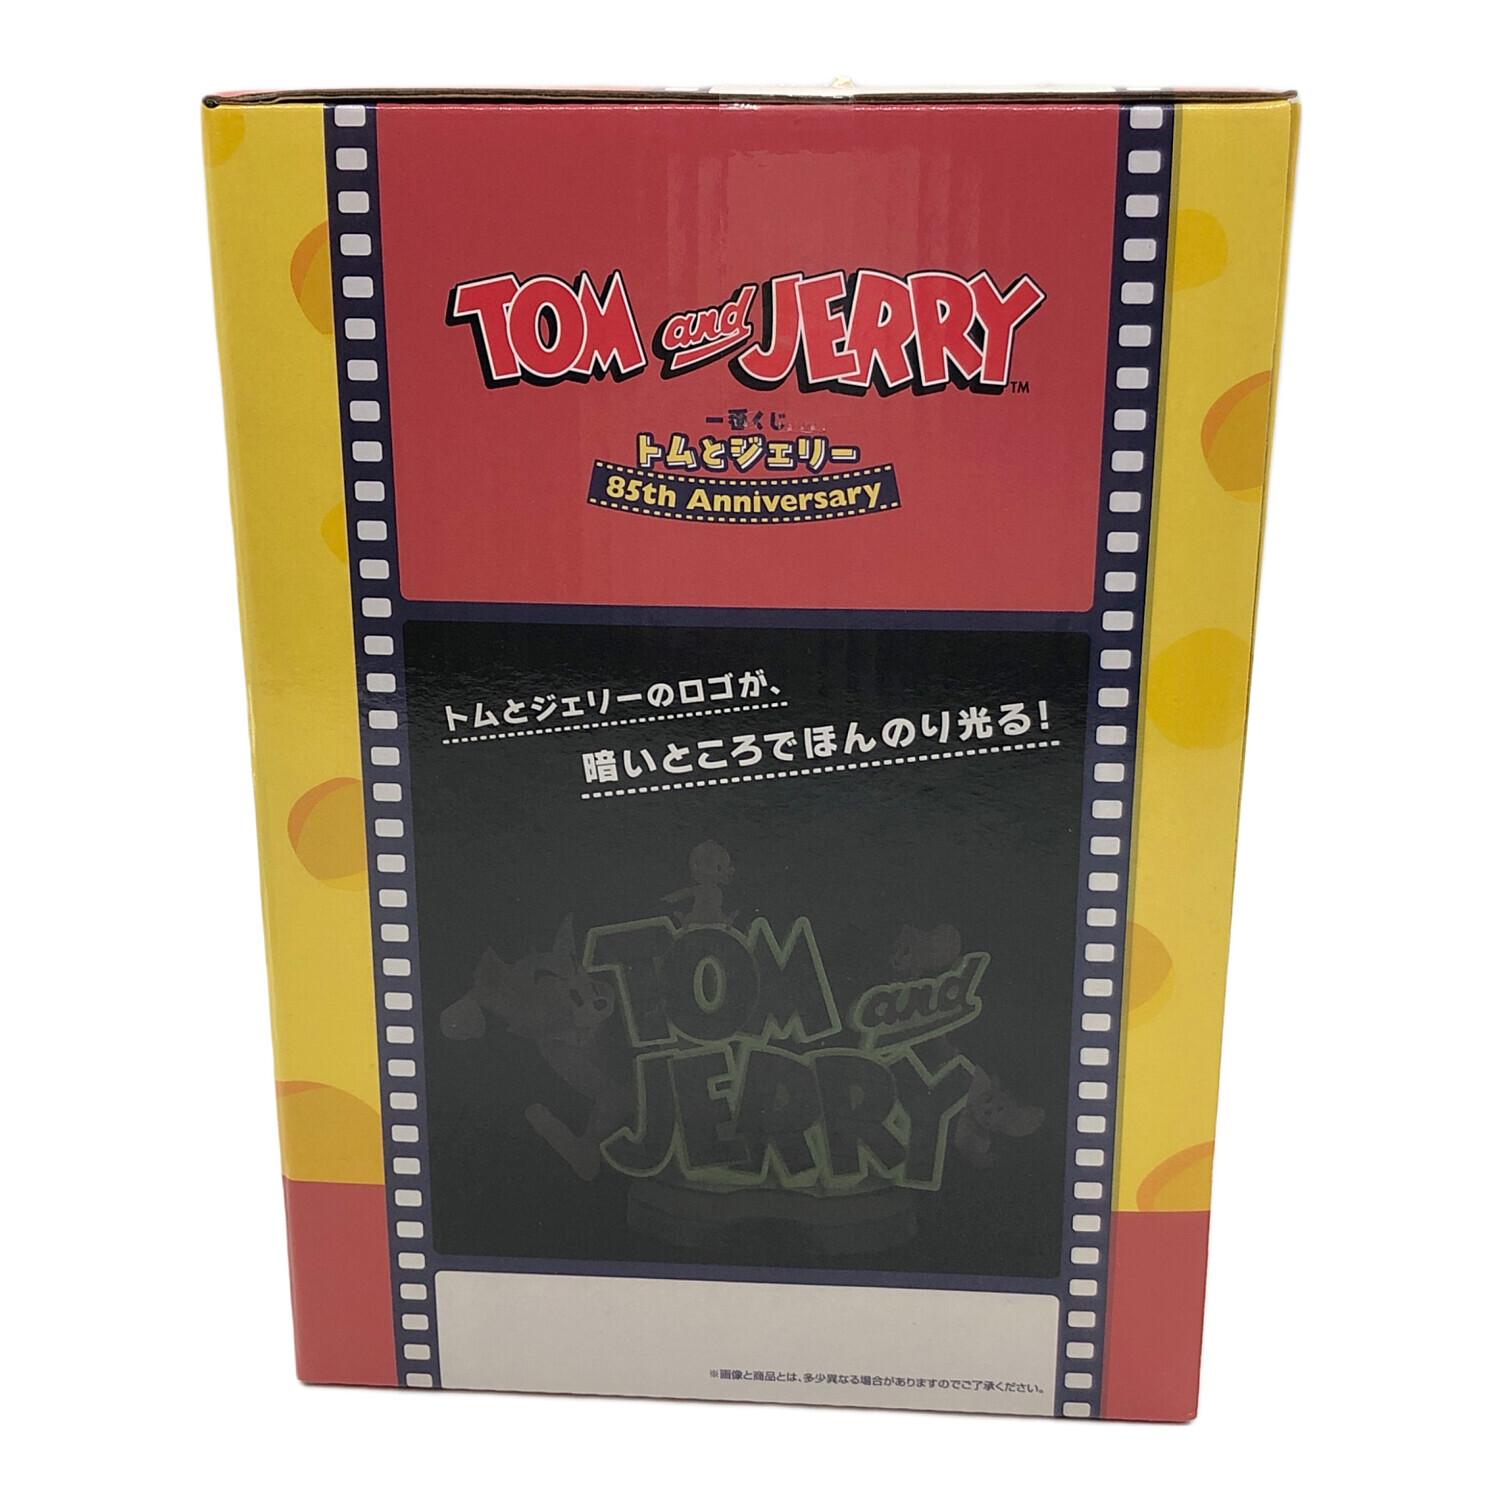 TOM and JERRY™
一番くじ
トムとジェリー
85th Anniversary
トムとジェリーのロゴが、
暗いところでほんのり光る!
TOM and
JERRY
※画像と商品とは、多少異なる場合がありますのでご了承ください。